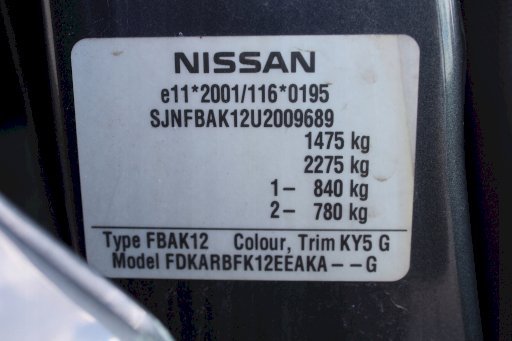 NISSAN
e11*2001/116*0195
SJNFBAK12U2009689
1475 kg
2275 kg
1- 840 kg
2- 780 kg
Type FBAK12 Colour, Trim KY5 G
Model FDKARBFK12EEAKA--G